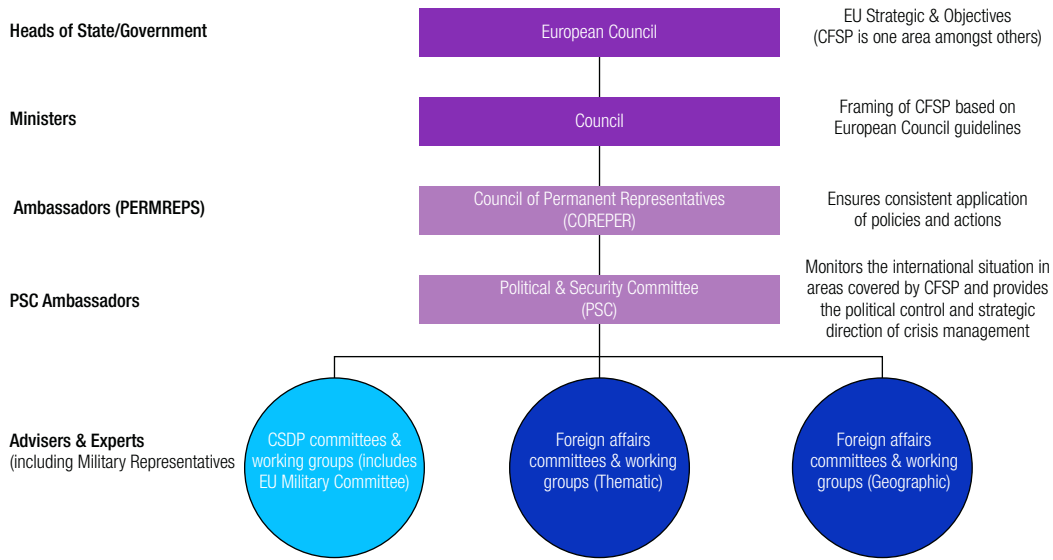 Heads of State/Government
European Council
EU Strategic & Objectives
(CFSP is one area amongst others)
Ministers
Council
Framing of CFSP based on
European Council guidelines
Ambassadors (PERMREPS)
Council of Permanent Representatives
(COREPER)
Ensures consistent application
of policies and actions
PSC Ambassadors
Political & Security Committee
(PSC)
Monitors the international situation in
areas covered by CFSP and provides
the political control and strategic
direction of crisis management
Advisers & Experts
(including Military Representatives
CSDP committees &
working groups (includes
EU Military Committee)
Foreign affairs
committees & working
groups (Thematic)
Foreign affairs
committees & working
groups (Geographic)